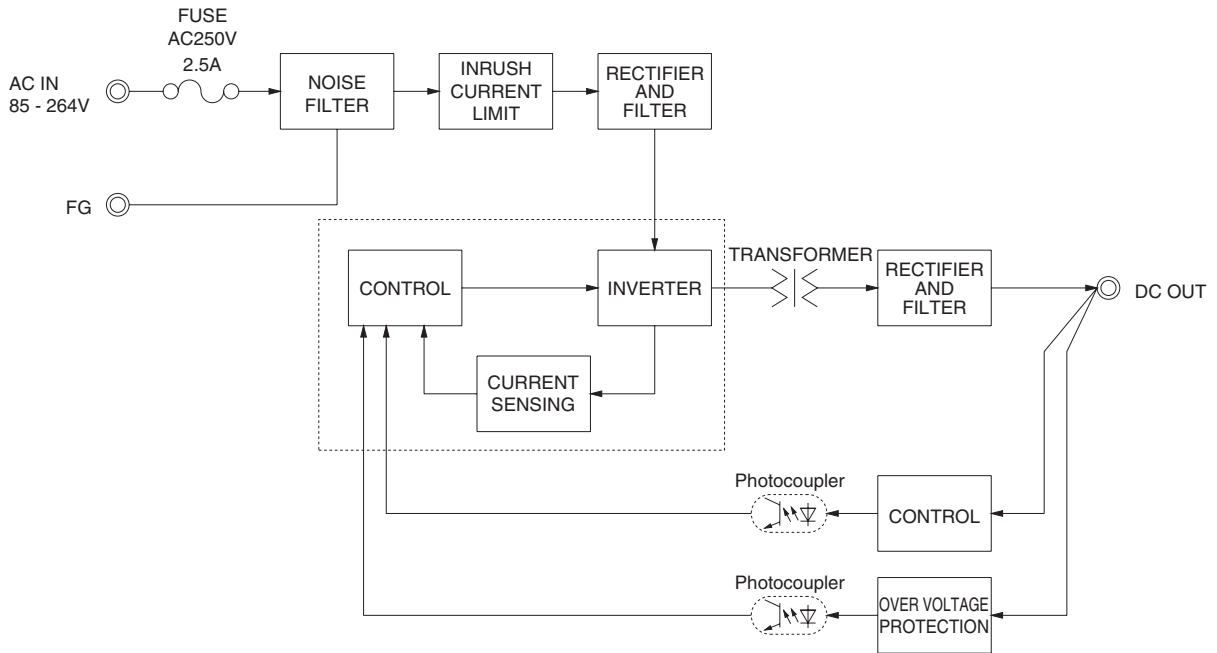 FUSE
AC250V
2.5A
AC IN
85 - 264V
NOISE
FILTER
INRUSH
CURRENT
LIMIT
RECTIFIER
AND
FILTER
FG
CONTROL
INVERTER
TRANSFORMER
RECTIFIER
AND
FILTER
DC OUT
CURRENT
SENSING
Photocoupler
CONTROL
Photocoupler
OVER VOLTAGE
PROTECTION